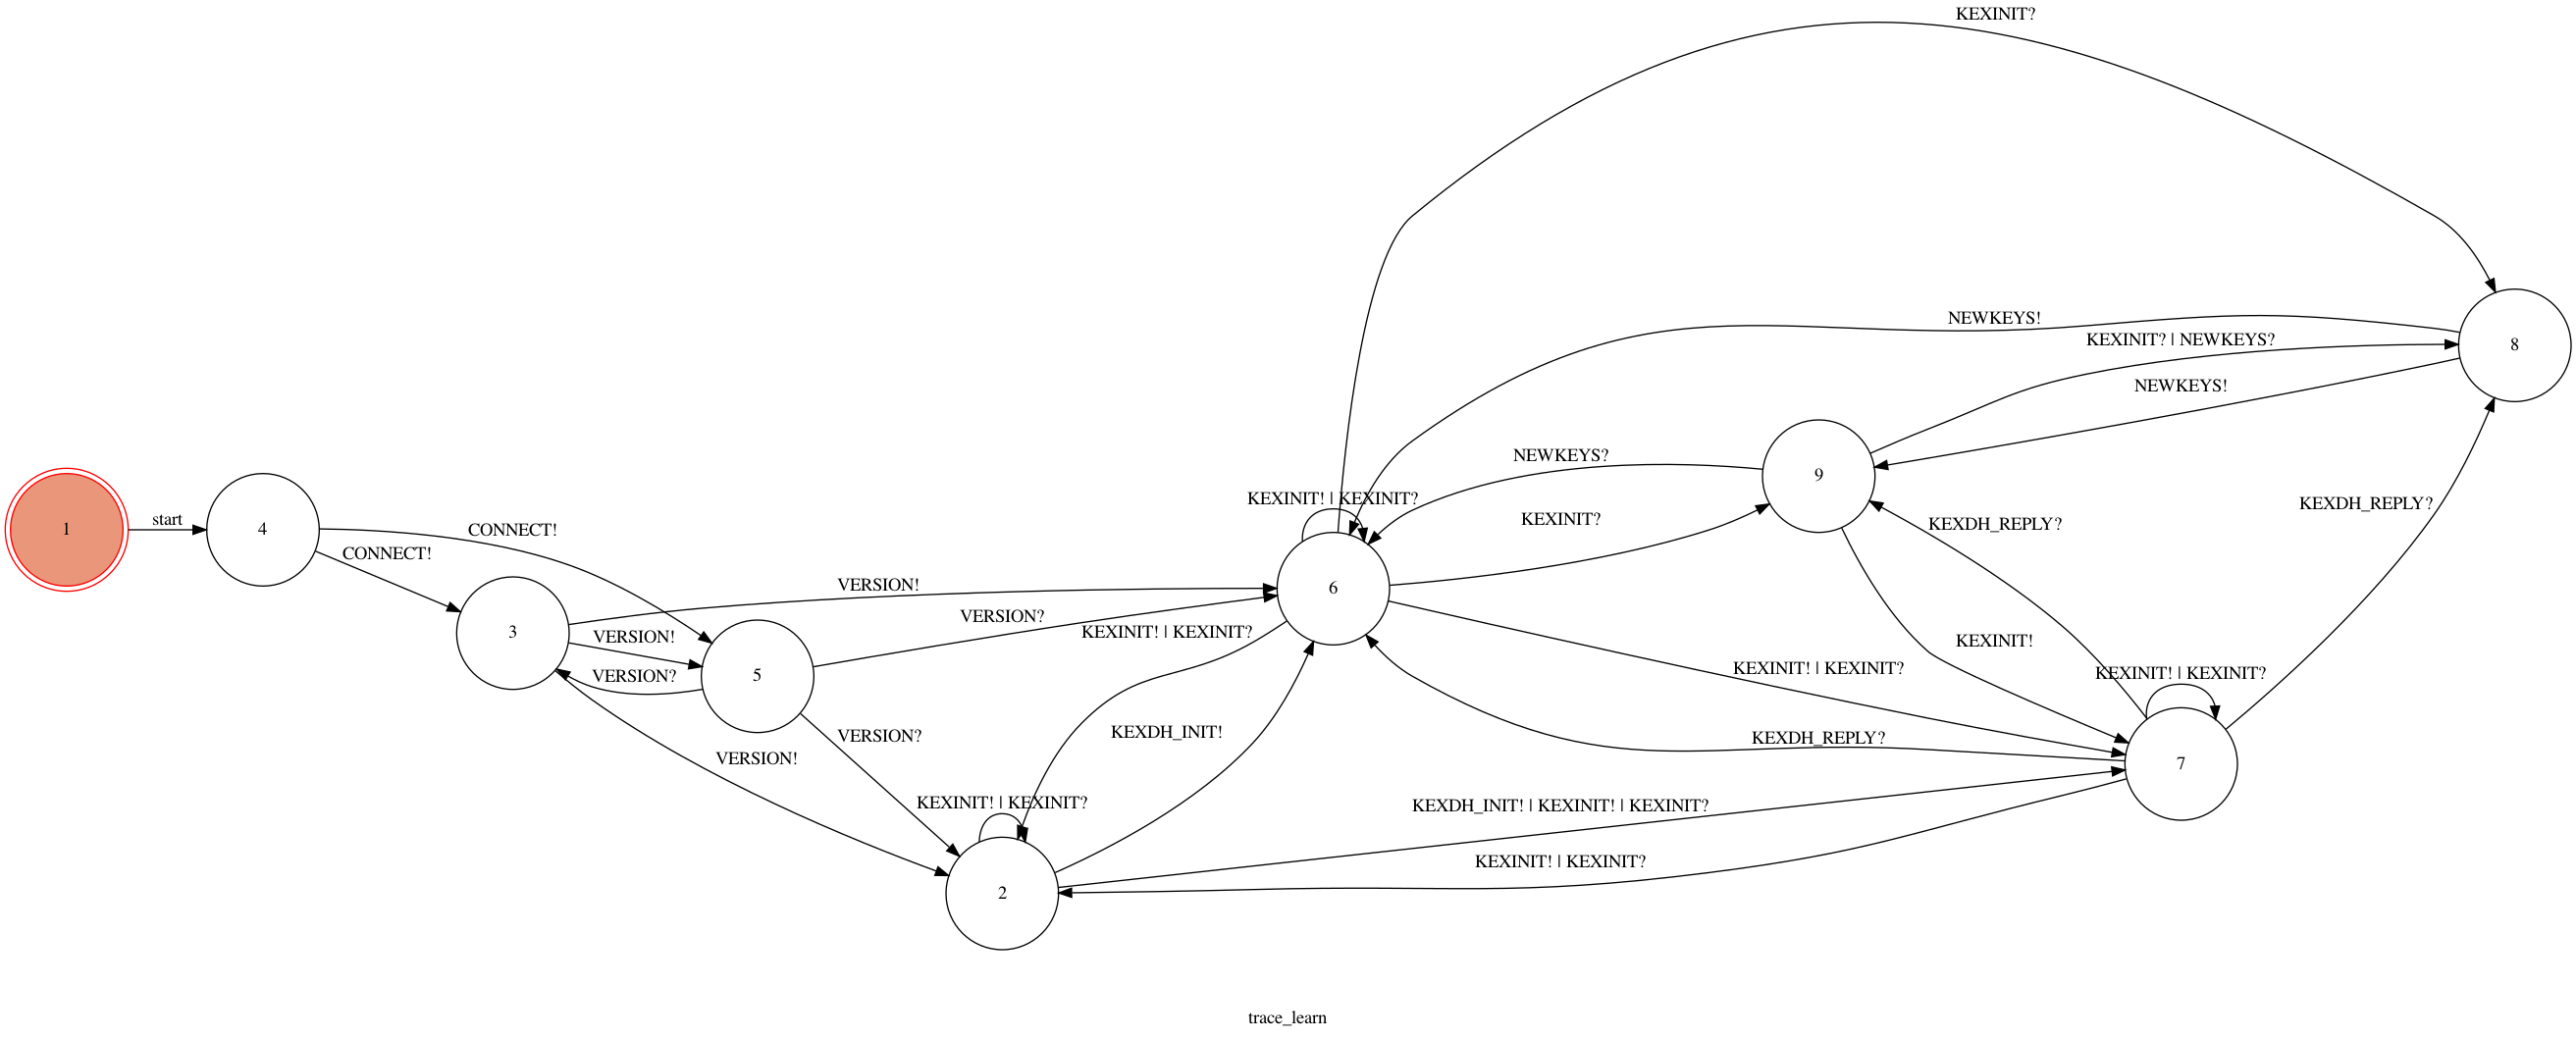 KEXINIT?
NEWKEYS!
KEXINIT? | NEWKEYS?
8
NEWKEYS!
NEWKEYS?
9
KEXINIT! | KEXINIT?
KEXDH_REPLY?
KEXINIT?
KEXDH_REPLY?
1
start
4
CONNECT!
CONNECT!
VERSION!
6
VERSION?
3
VERSION!
KEXINIT! | KEXINIT?
KEXINIT!
5
VERSION?
KEXINIT! | KEXINIT?
KEXINIT! | KEXINIT?
VERSION?
KEXDH_INIT!
KEXDH_REPLY?
VERSION!
7
KEXINIT! | KEXINIT?
KEXDH_INIT! | KEXINIT! | KEXINIT?
KEXINIT! | KEXINIT?
2
trace_learn